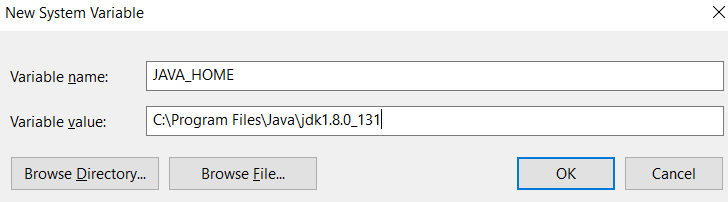 New System Variable
Variable name: JAVA_HOME
Variable value: C:\Program Files\Java\jdk1.8.0_131
Browse Directory... Browse File... OK Cancel